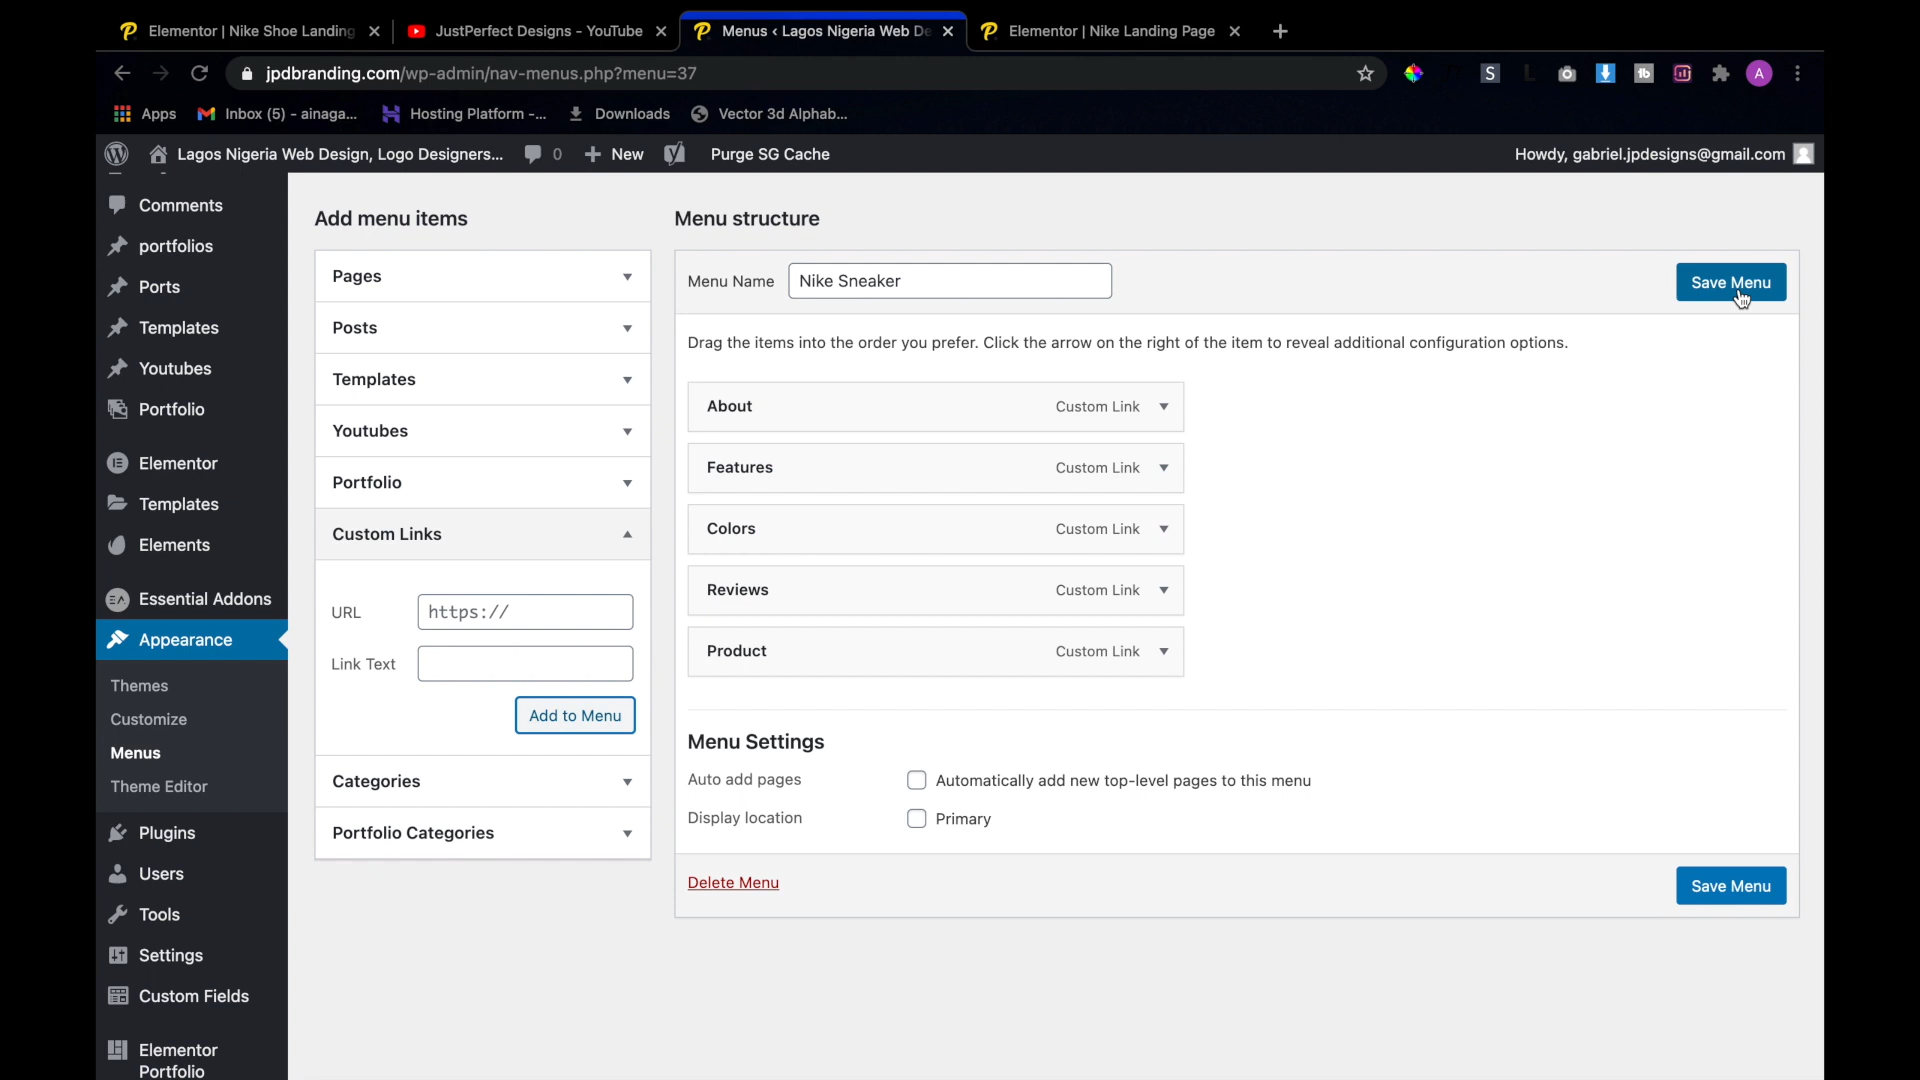 Elementor | Nike Shoe Landing
JustPerfect Designs - YouTube
Menus ‹ Lagos Nigeria Web De
Elementor | Nike Landing Page
jpdbranding.com/wp-admin/nav-menus.php?menu=37
S
L
tb
A
Apps
Inbox (5) - ainaga...
Hosting Platform -...
Downloads
Vector 3d Alphab...
Lagos Nigeria Web Design, Logo Designers...
0
New
Purge SG Cache
Howdy, gabriel.jpdesigns@gmail.com
Comments
portfolios
Ports
Templates
Youtubes
Portfolio
Elementor
Templates
Elements
EA
Essential Addons
Appearance
Themes
Customize
Menus
Theme Editor
Plugins
Users
Tools
Settings
Custom Fields
Elementor
Portfolio
Add menu items
Pages
Posts
Templates
Youtubes
Portfolio
Custom Links
URL
https://
Link Text
Add to Menu
Categories
Portfolio Categories
Menu structure
Menu Name
Nike Sneaker
Save Menu
Drag the items into the order you prefer. Click the arrow on the right of the item to reveal additional configuration options.
About
Custom Link
Features
Custom Link
Colors
Custom Link
Reviews
Custom Link
Product
Custom Link
Menu Settings
Auto add pages
Automatically add new top-level pages to this menu
Display location
Primary
Delete Menu
Save Menu